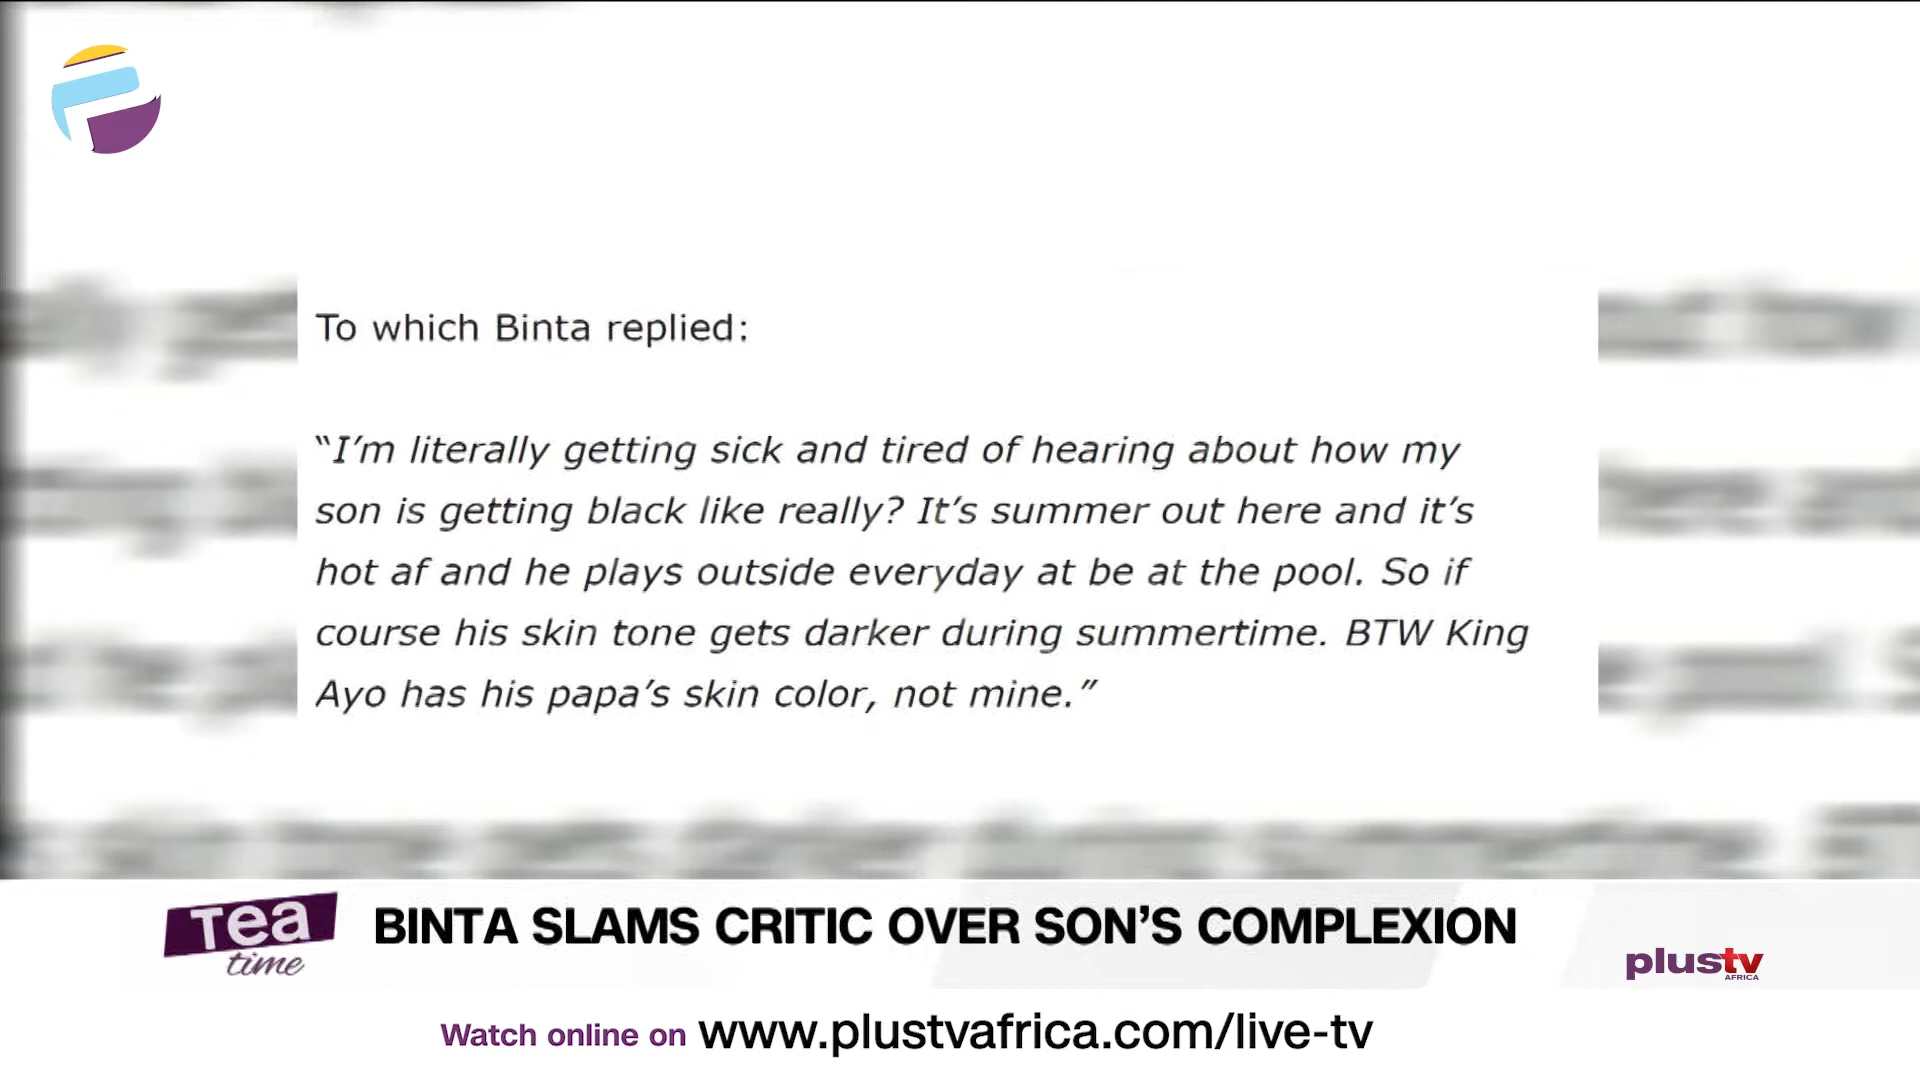 To which Binta replied:
“I’m literally getting sick and tired of hearing about how my
son is getting black like really? It’s summer out here and it’s
hot af and he plays outside everyday at be at the pool. So if
course his skin tone gets darker during summertime. BTW King
Ayo has his papa’s skin color, not mine.”
Tea
time
BINTA SLAMS CRITIC OVER SON’S COMPLEXION
plustv
AFRICA
Watch online on www.plustvafrica.com/live-tv